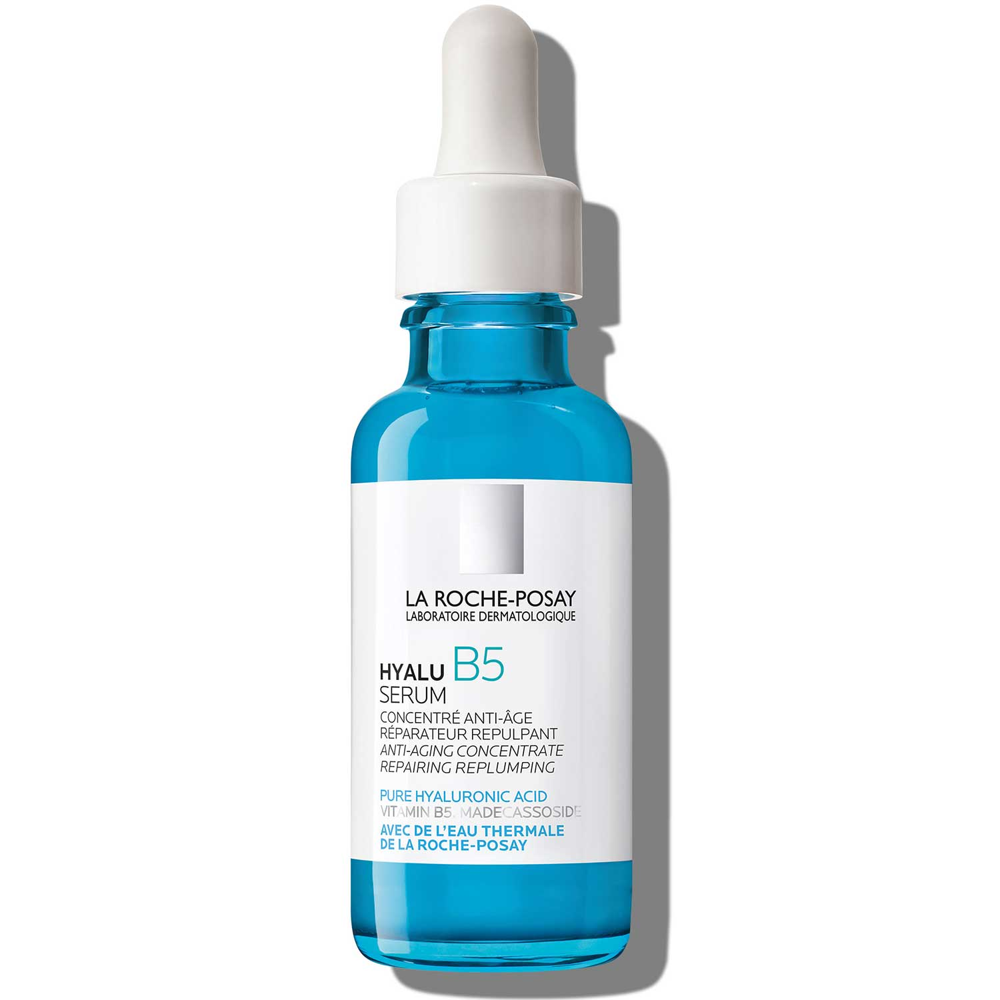 LA ROCHE-POSAY
LABORATOIRE DERMATOLOGIQUE
HYALU B5
SERUM
CONCENTRÉ ANTI-ÂGE
RÉPARATEUR REPULPANT
ANTI-AGING CONCENTRATE
REPAIRING REPLUMPING
PURE HYALURONIC ACID
VITAMIN B5. MADECASSOSIDE
AVEC DE L'EAU THERMALE
DE LA ROCHE-POSAY